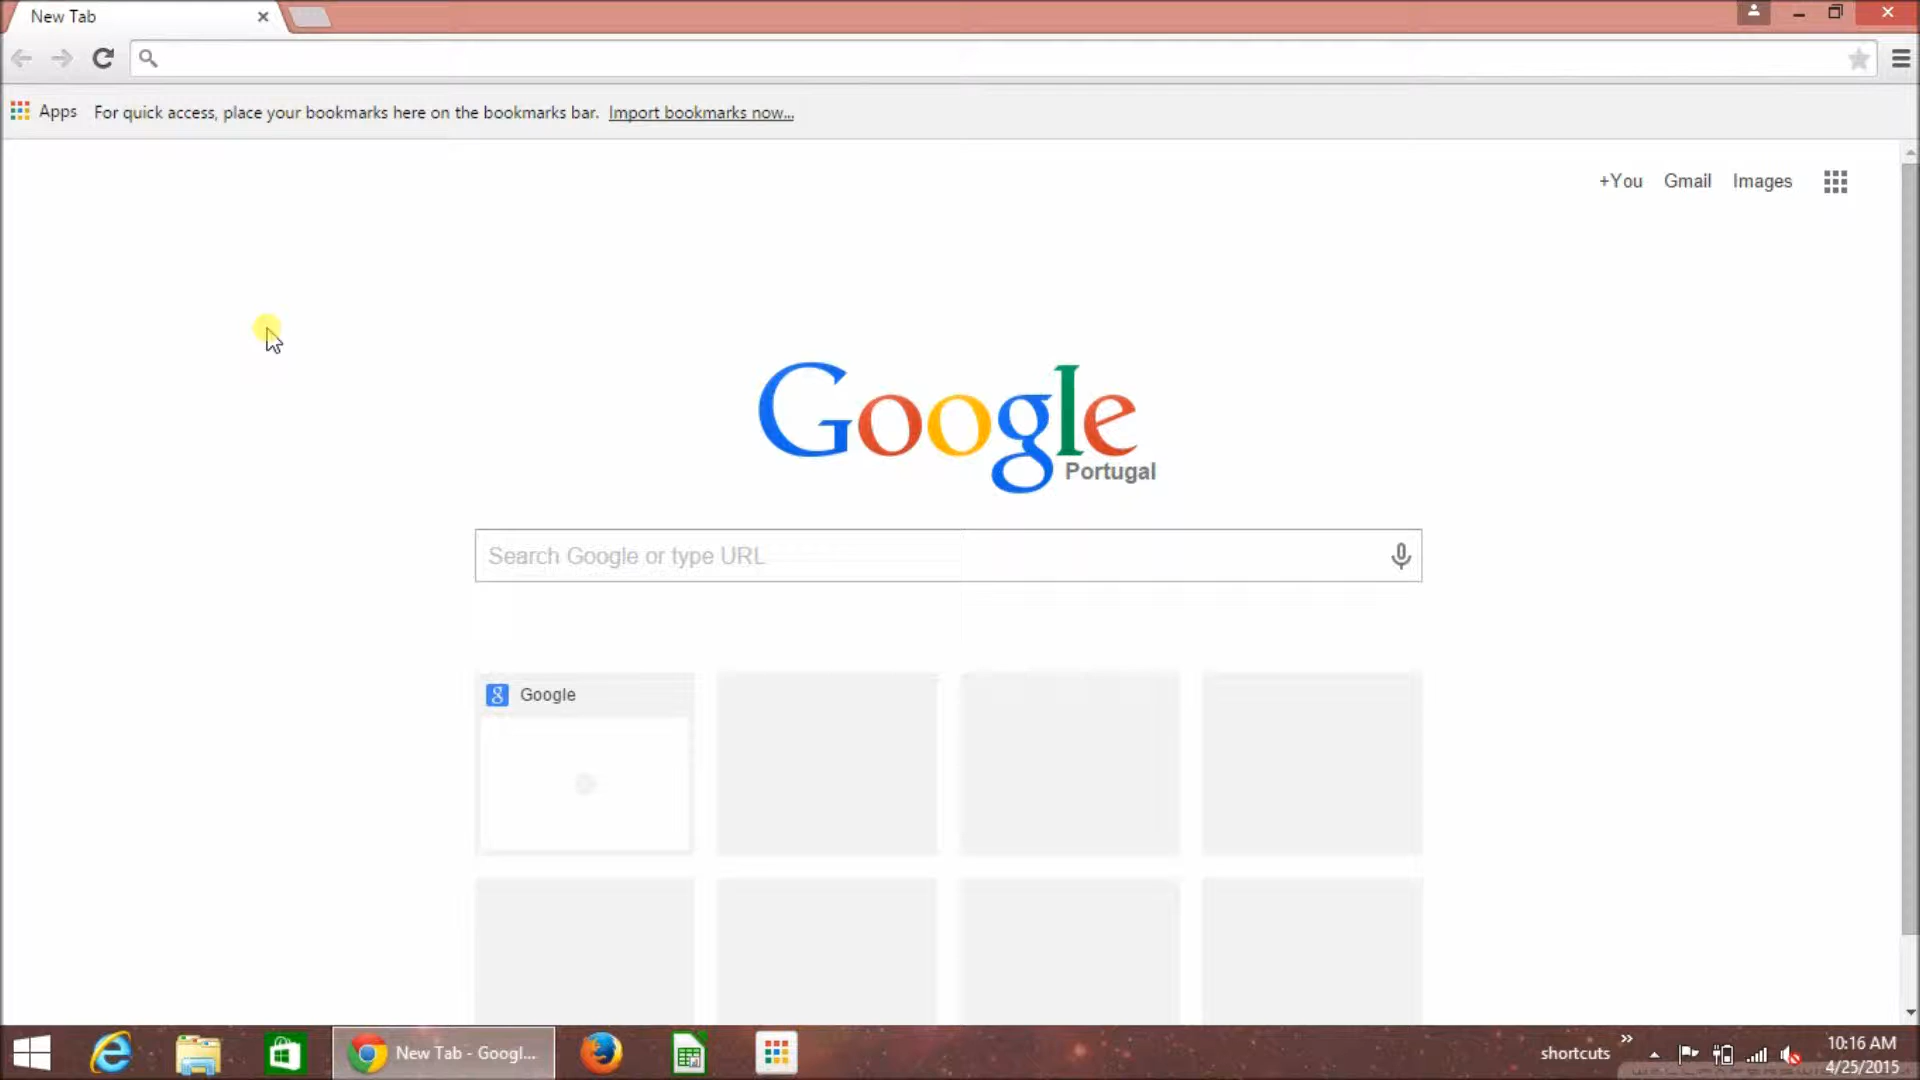 New Tab
Apps For quick access, place your bookmarks here on the bookmarks bar. Import bookmarks now...
+You Gmail Images
Google
Portugal
Search Google or type URL
8 Google
New Tab - Googl...
shortcuts
10:16 AM
4/25/2015